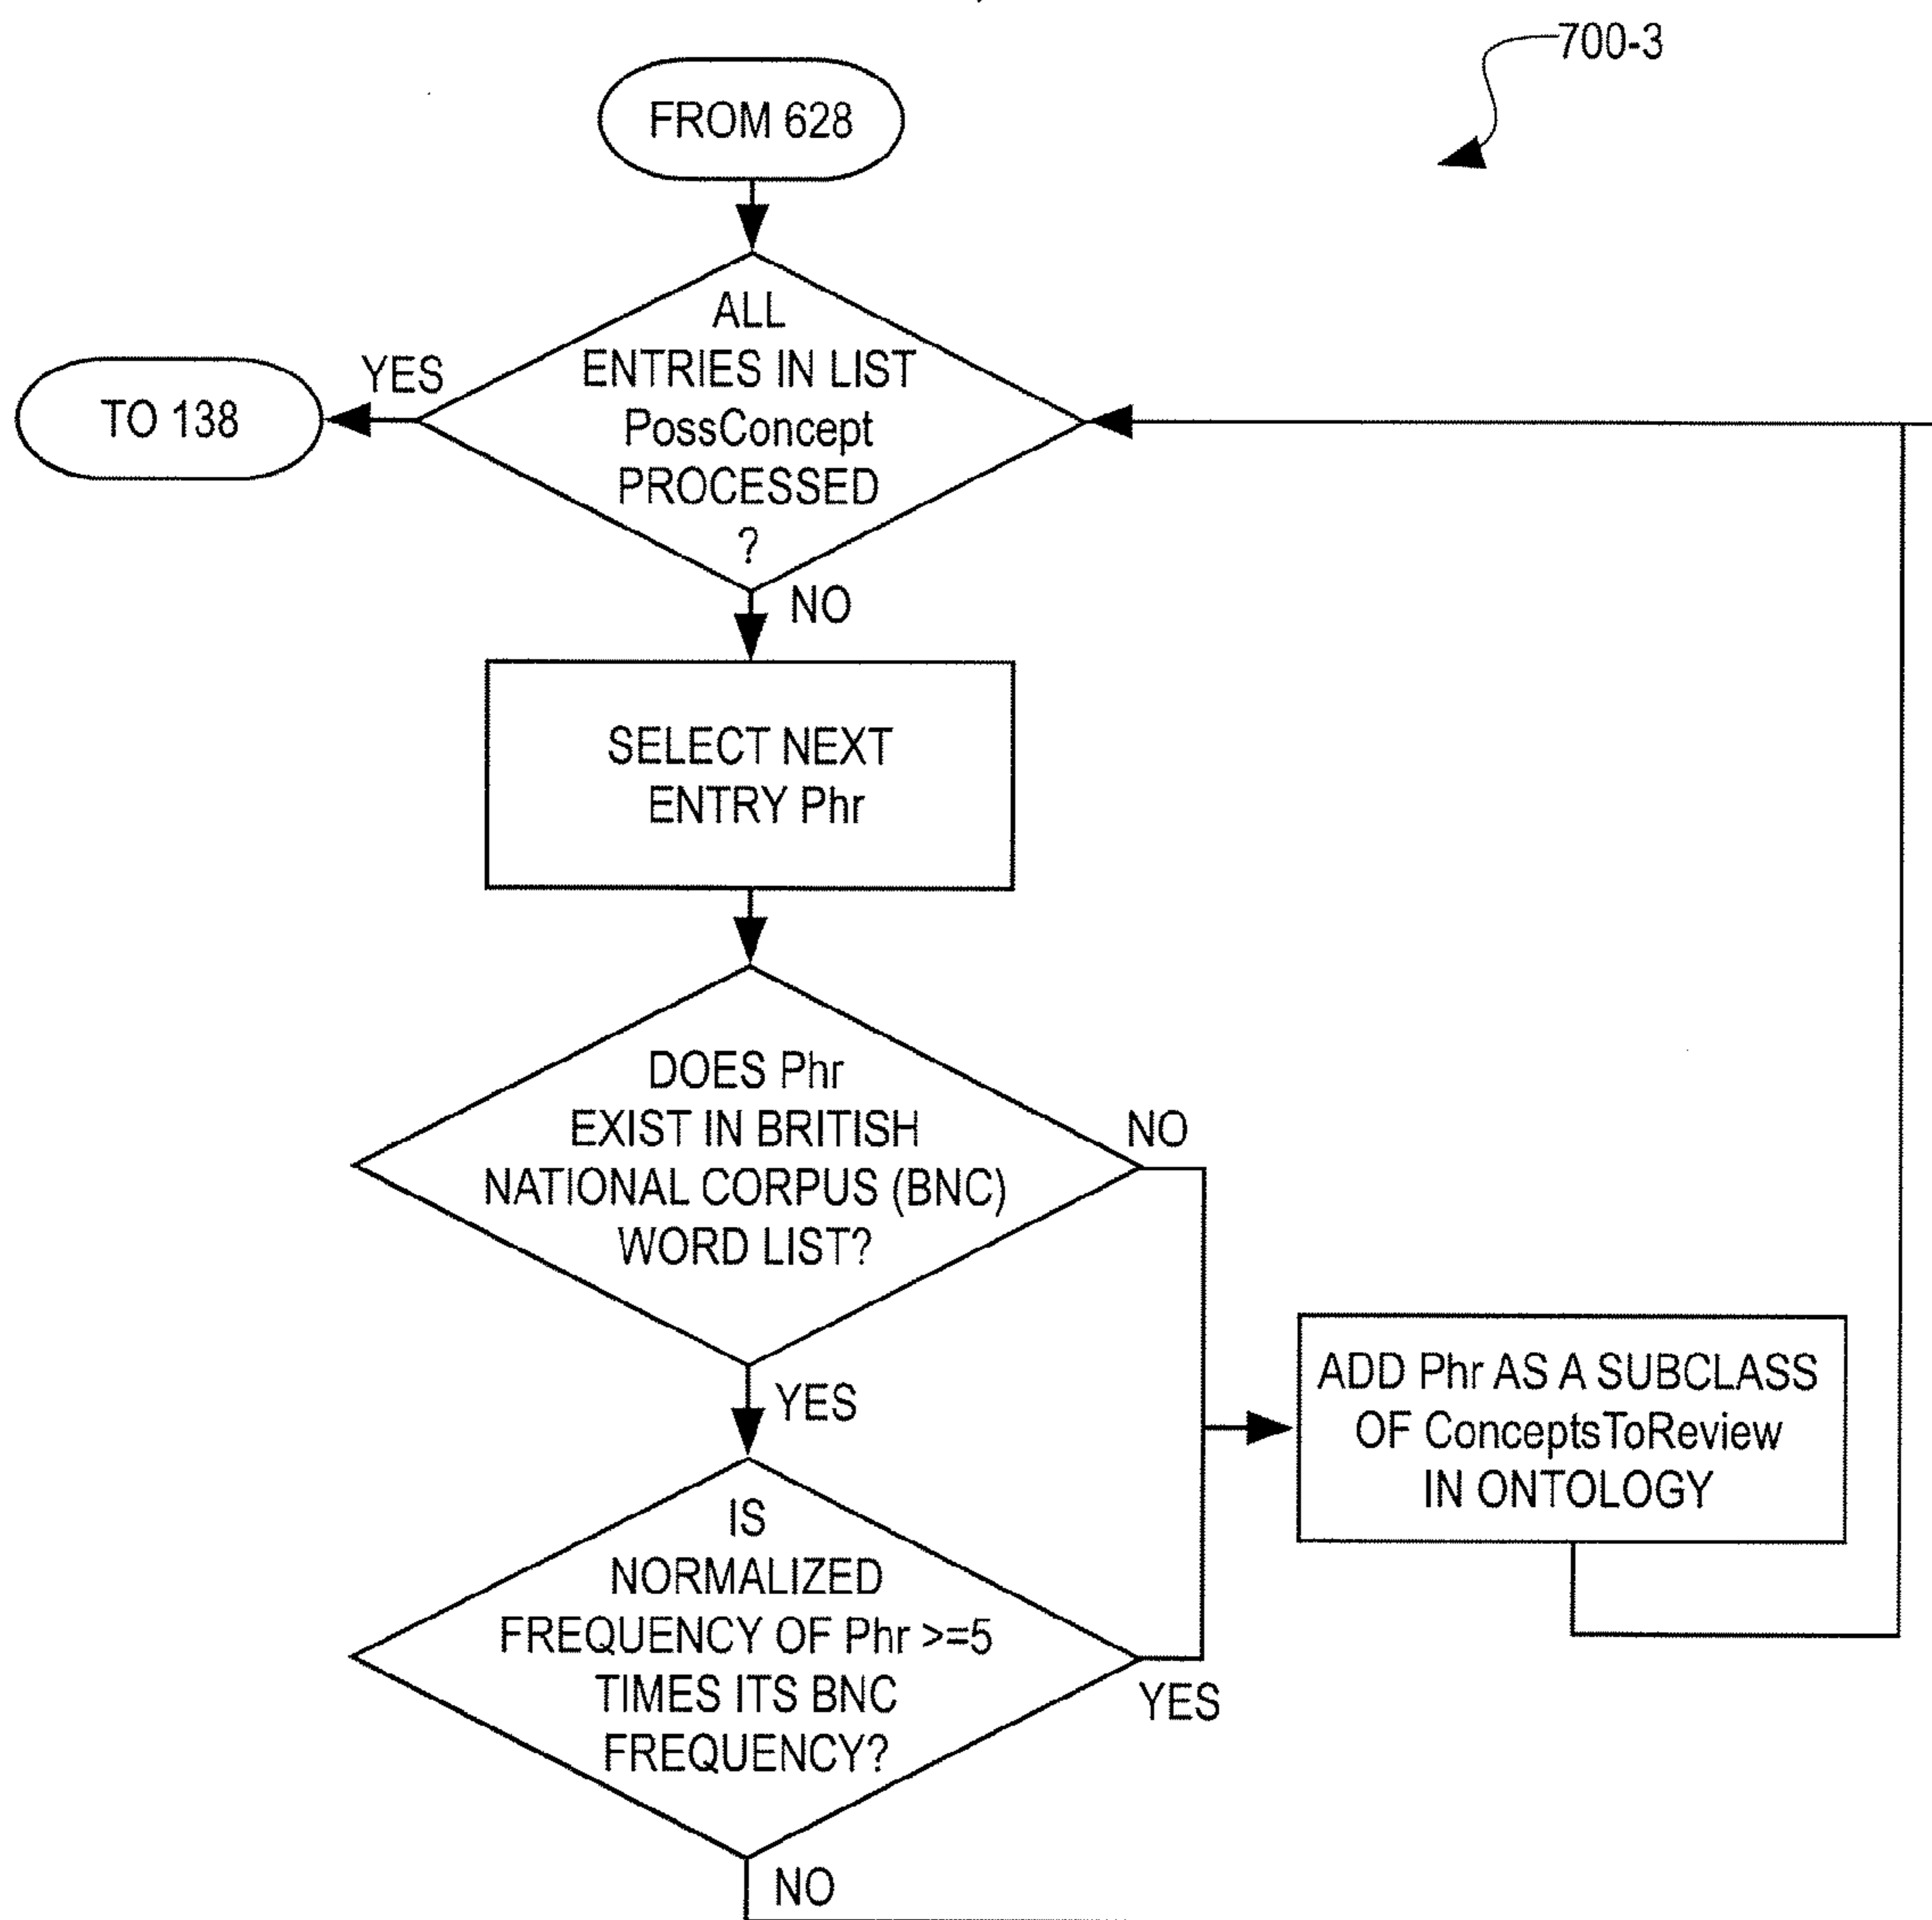 700-3
FROM 628
ALL
ENTRIES IN LIST
PossConcept
PROCESSED
?
YES
TO 138
NO
SELECT NEXT
ENTRY Phr
DOES Phr
EXIST IN BRITISH
NATIONAL CORPUS (BNC)
WORD LIST?
NO
YES
ADD Phr AS A SUBCLASS
OF ConceptsToReview
IN ONTOLOGY
IS
NORMALIZED
FREQUENCY OF Phr >=5
TIMES ITS BNC
FREQUENCY?
YES
NO